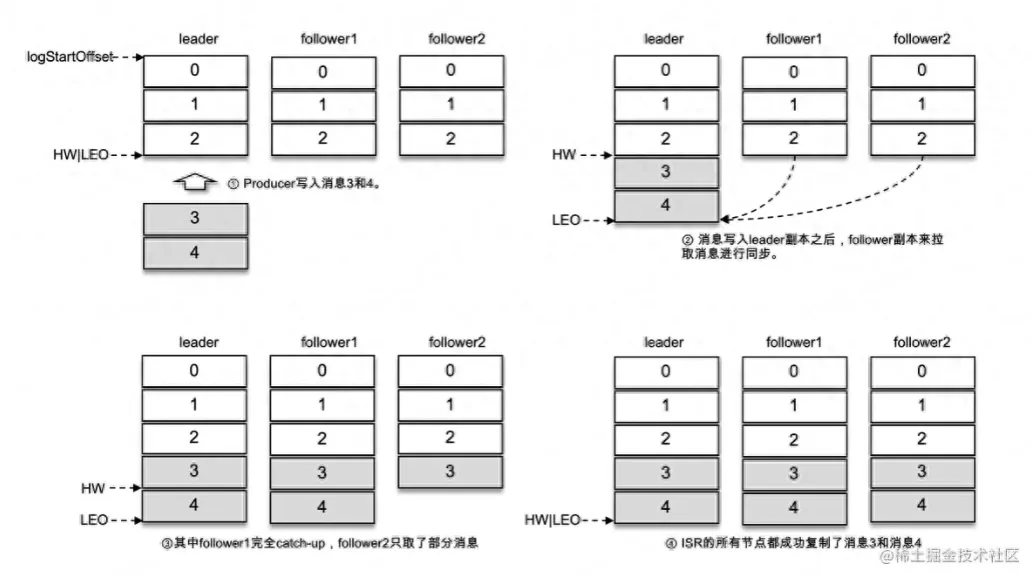 leader follower1 follower2
logStartOffset
0 0 0
1 1 1
2 2 2
HW|LEO
① Producer写入消息3和4。
3
4
leader follower1 follower2
0 0 0
1 1 1
2 2 2
HW
3
4
LEO
② 消息写入leader副本之后，follower副本来拉
取消息进行同步。
leader follower1 follower2
0 0 0
1 1 1
2 2 2
3 3 3
HW
4 4
LEO
③其中follower1完全catch-up，follower2只取了部分消息
leader follower1 follower2
0 0 0
1 1 1
2 2 2
3 3 3
4 4 4
HW|LEO
④ ISR的所有节点都成功复制了消息3和消息4
@稀土掘金技术社区